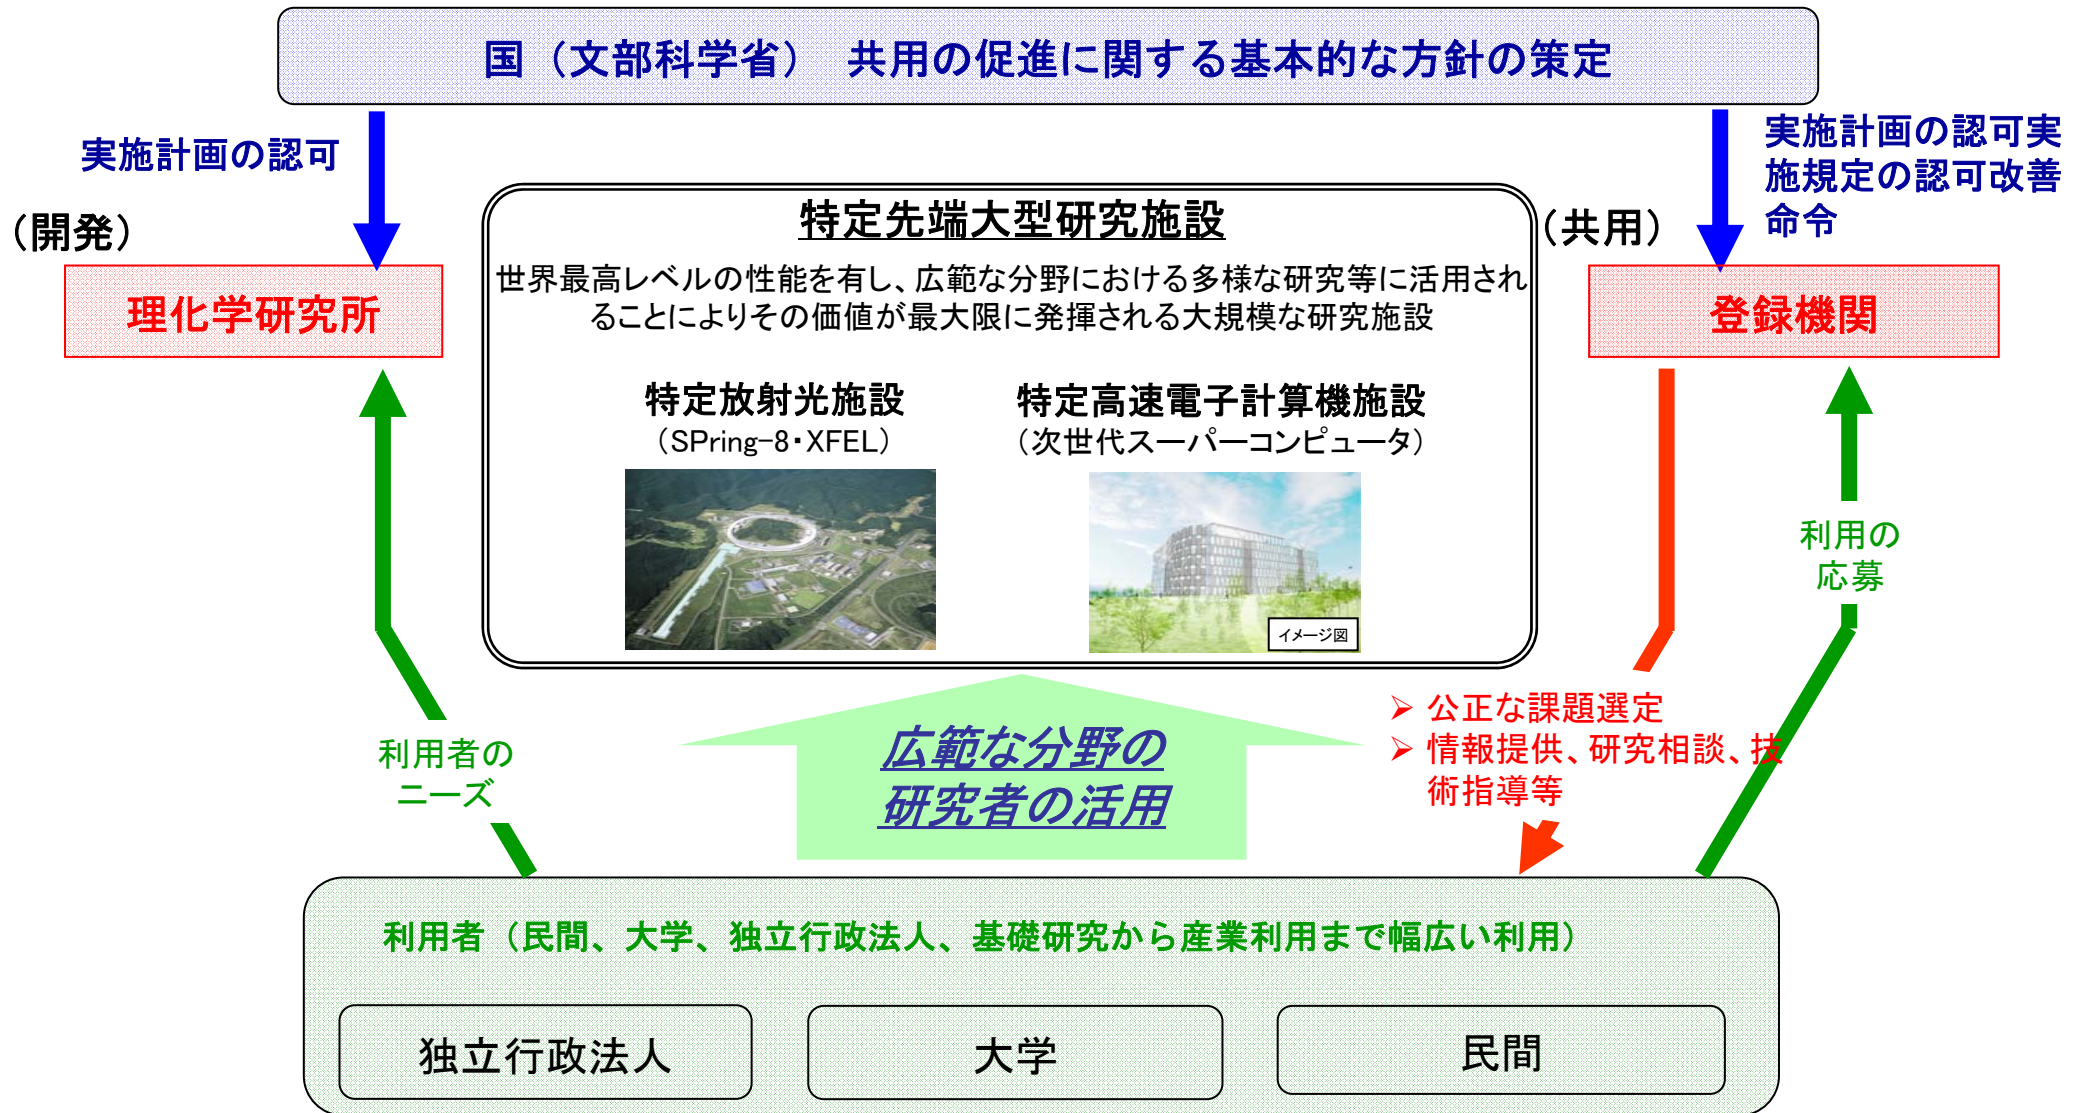 国（文部科学省）　共用の促進に関する基本的な方針の策定
実施計画の認可
実施計画の認可実
施規定の認可改善
命令
（開発）
（共用）
理化学研究所
登録機関
特定先端大型研究施設
世界最高レベルの性能を有し、広範な分野における多様な研究等に活用され
ることによりその価値が最大限に発揮される大規模な研究施設
特定放射光施設
（SPring-8・XFEL）
特定高速電子計算機施設
（次世代スーパーコンピュータ）
イメージ図
利用の
応募
利用者の
ニーズ
広範な分野の
研究者の活用
➢ 公正な課題選定
➢ 情報提供、研究相談、技
術指導等
利用者（民間、大学、独立行政法人、基礎研究から産業利用まで幅広い利用）
独立行政法人
大学
民間